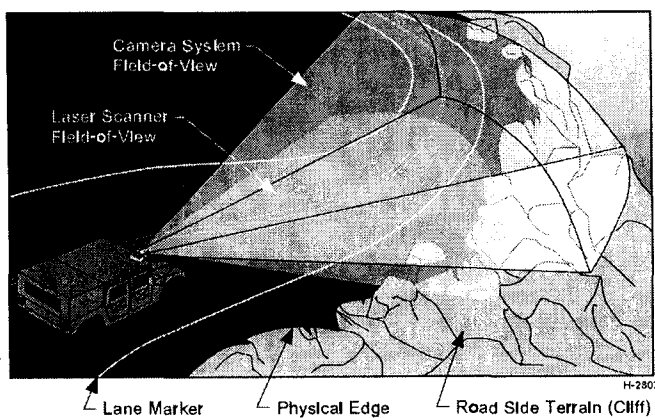 Camera System
Field-of-View
Laser Scanner
Field-of-View
H-280
Lane Marker
Physical Edge
Road Side Terrain (Cliff)